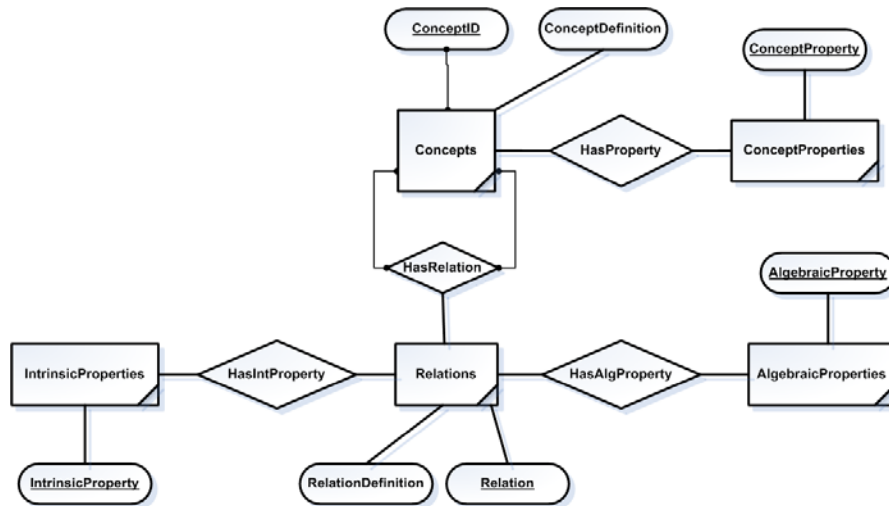 ConceptID
ConceptDefinition
ConceptProperty
Concepts
HasProperty
ConceptProperties
HasRelation
AlgebraicProperty
IntrinsicProperties
HasIntProperty
Relations
HasAlgProperty
AlgebraicProperties
IntrinsicProperty
RelationDefinition
Relation